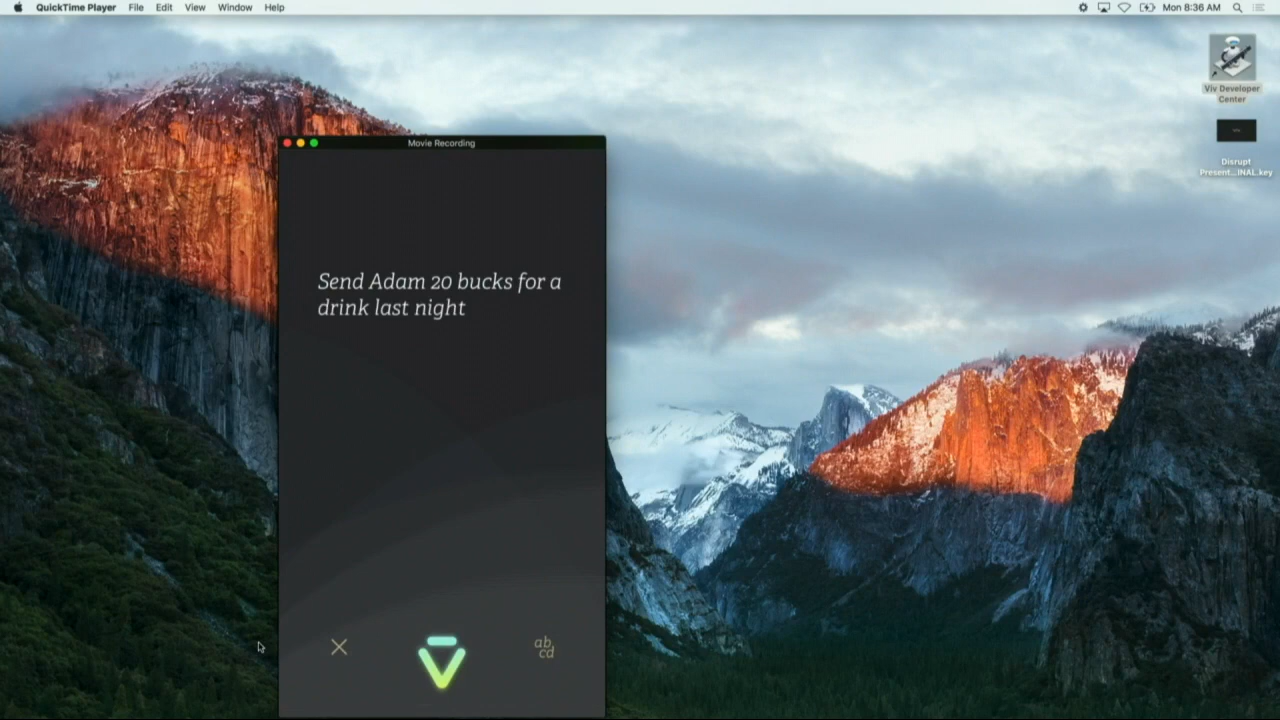 QuickTime Player File Edit View Window Help Mon 8:36 AM
Viv Developer
Center
Disrupt
Present...INAL.key
Movie Recording
Send Adam 20 bucks for a
drink last night
ab
cd